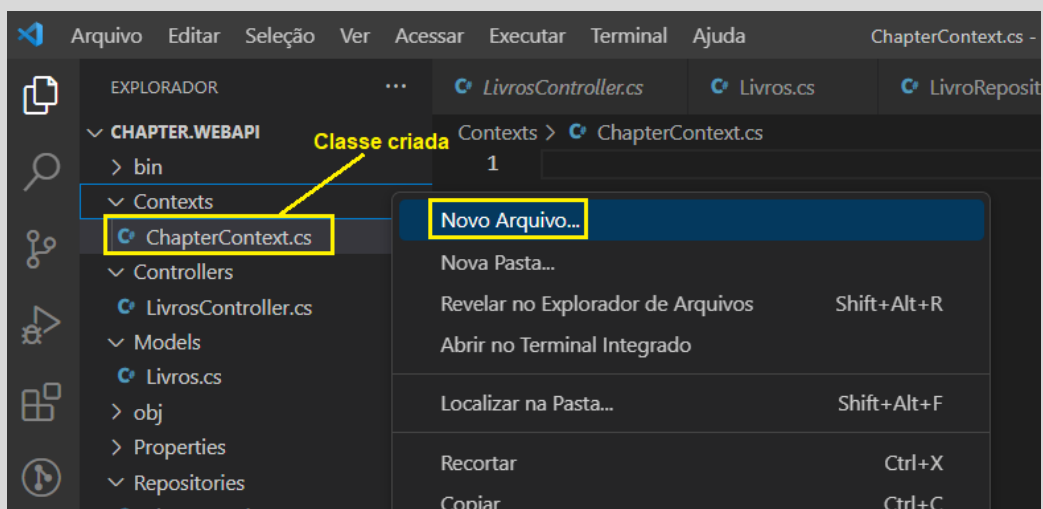 Arquivo Editar Seleção Ver Acessar Executar Terminal Ajuda ChapterContext.cs -
EXPLORADOR ... LivrosController.cs Livros.cs LivroReposit
CHAPTER.WEBAPI Classe criada Contexts > ChapterContext.cs
bin 1
Contexts
ChapterContext.cs
Controllers
LivrosController.cs
Models
Livros.cs
obj
Properties
Repositories
Novo Arquivo...
Nova Pasta...
Revelar no Explorador de Arquivos Shift+Alt+R
Abrir no Terminal Integrado
Localizar na Pasta... Shift+Alt+F
Recortar Ctrl+X
Copiar Ctrl+C